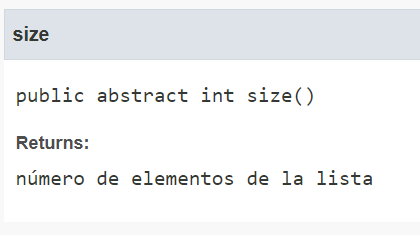 size
public abstract int size()
Returns:
número de elementos de la lista